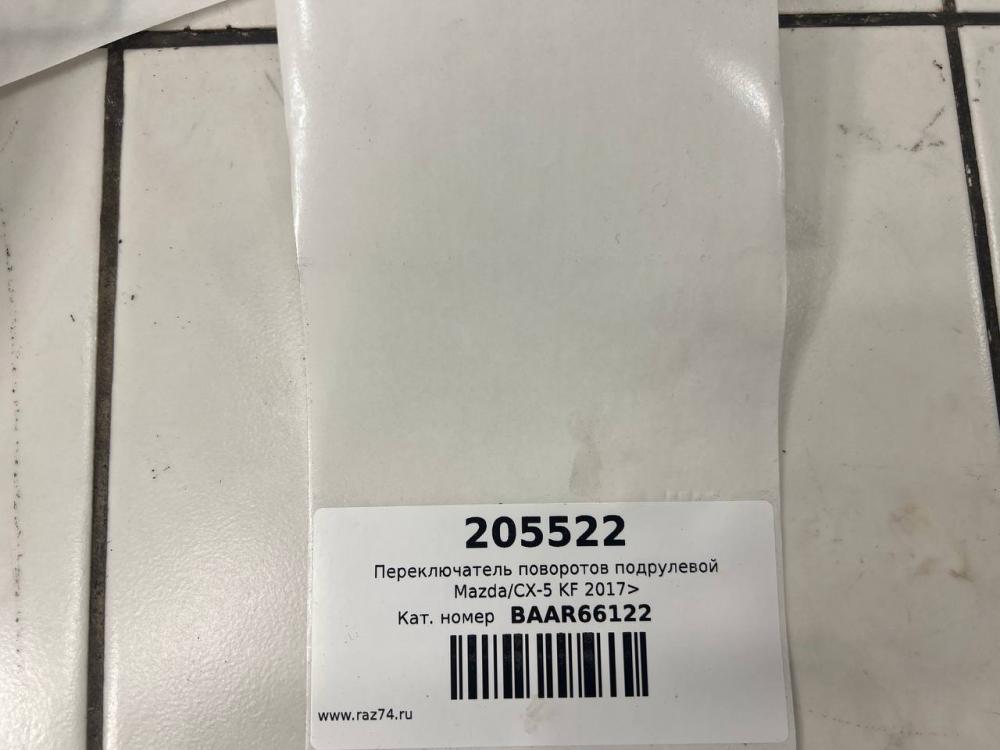 205522
Переключатель поворотов подрулевой
Mazda/CX-5 KF 2017>
Кат. номер BAAR66122
www.raz74.ru